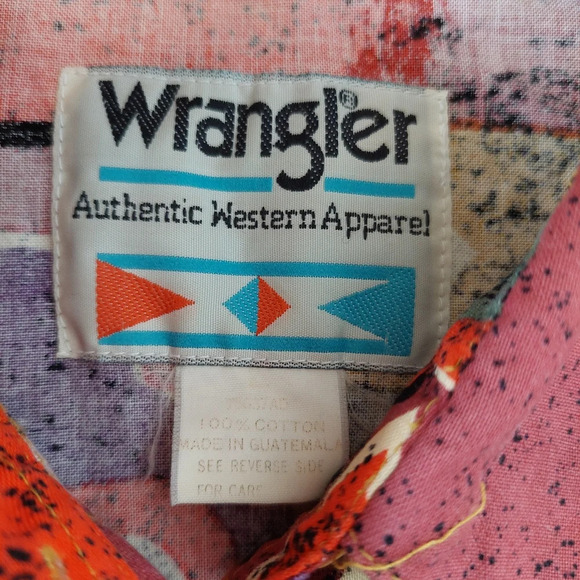 Wrangler®
Authentic Western Apparel
100% COTTON
MADE IN GUATEMALA
SEE REVERSE SIDE
FOR CARE